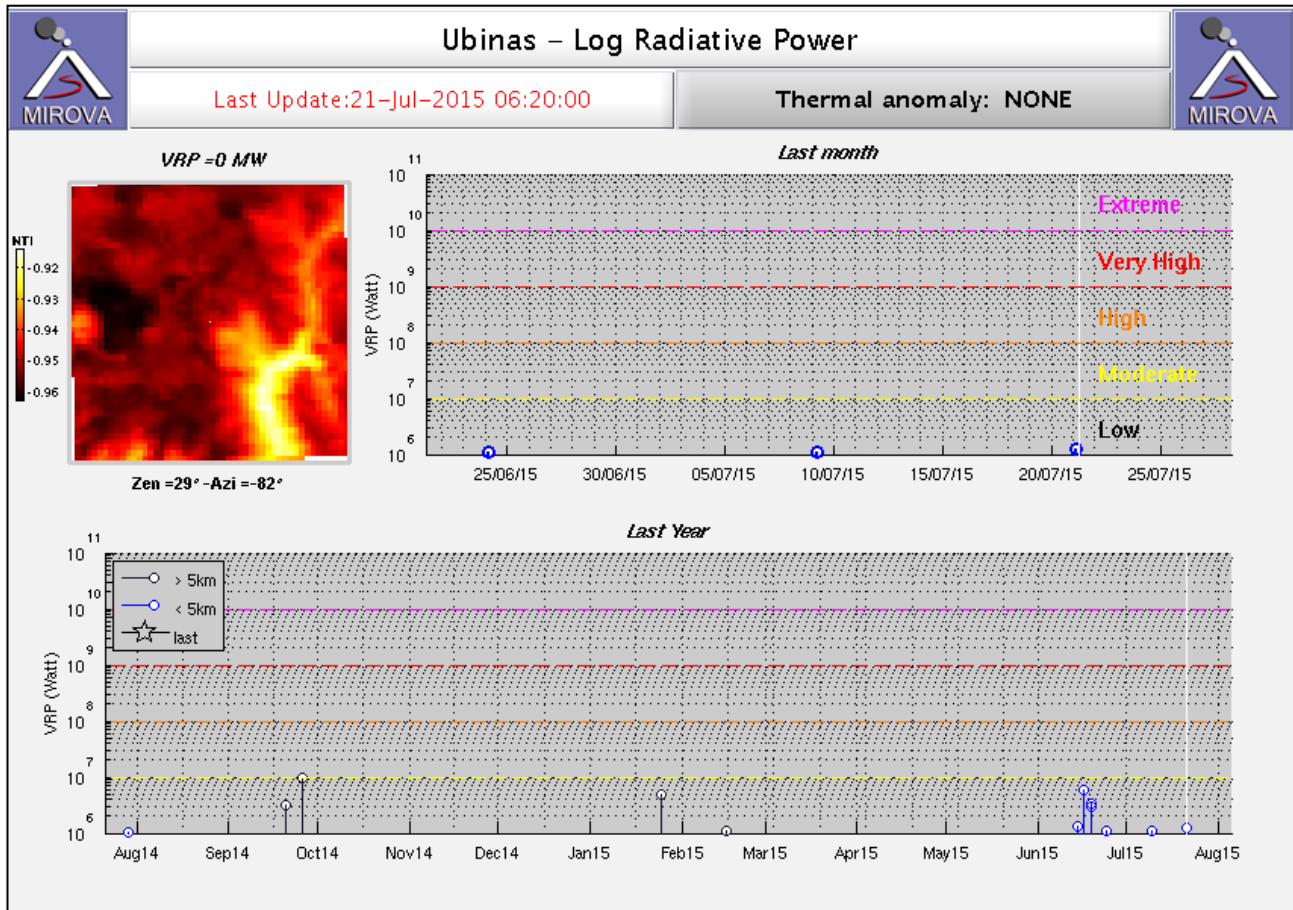 MIROVA
Ubinas - Log Radiative Power
MIROVA
Last Update:21-Jul-2015 06:20:00
Thermal anomaly: NONE
VRP =0 MW
NTI
-0.92
-0.93
-0.94
-0.95
-0.96
Zen =29° -Azi =-82°
Last month
VRP (Watt)
10 11
10 10
10 9
10 8
10 7
10 6
Extreme
Very High
High
Moderate
Low
25/06/15 30/06/15 05/07/15 10/07/15 15/07/15 20/07/15 25/07/15
Last Year
VRP (Watt)
10 11
10 10
10 9
10 8
10 7
10 6
> 5km
< 5km
last
Aug14 Sep14 Oct14 Nov14 Dec14 Jan15 Feb15 Mar15 Apr15 May15 Jun15 Jul15 Aug15